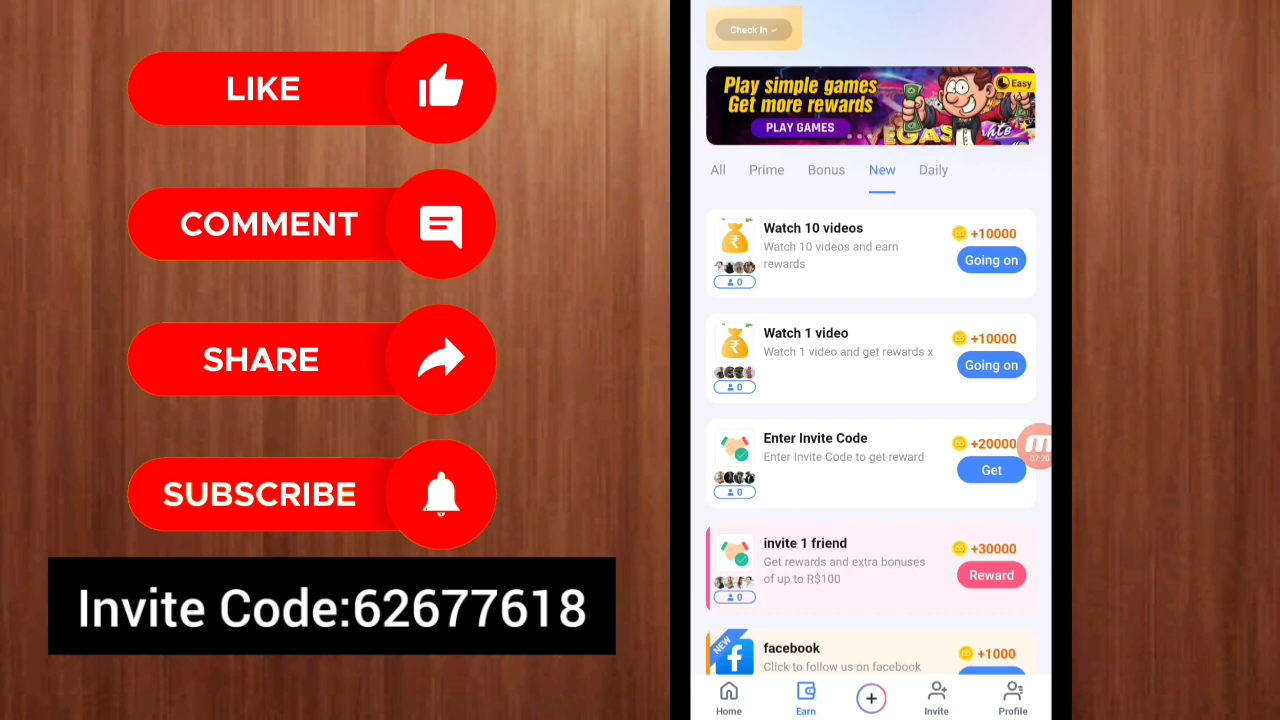 LIKE
COMMENT
SHARE
SUBSCRIBE
Invite Code:62677618
Check In
Play simple games
Get more rewards
PLAY GAMES
Easy
VEGAS
All Prime Bonus New Daily
Watch 10 videos
Watch 10 videos and earn
rewards
0
+10000
Going on
Watch 1 video
Watch 1 video and get rewards x
0
+10000
Going on
Enter Invite Code
Enter Invite Code to get reward
0
+20000
Get
07:20
invite 1 friend
Get rewards and extra bonuses
of up to R$100
0
+30000
Reward
NEW
facebook
Click to follow us on facebook
+1000
Home Earn Invite Profile